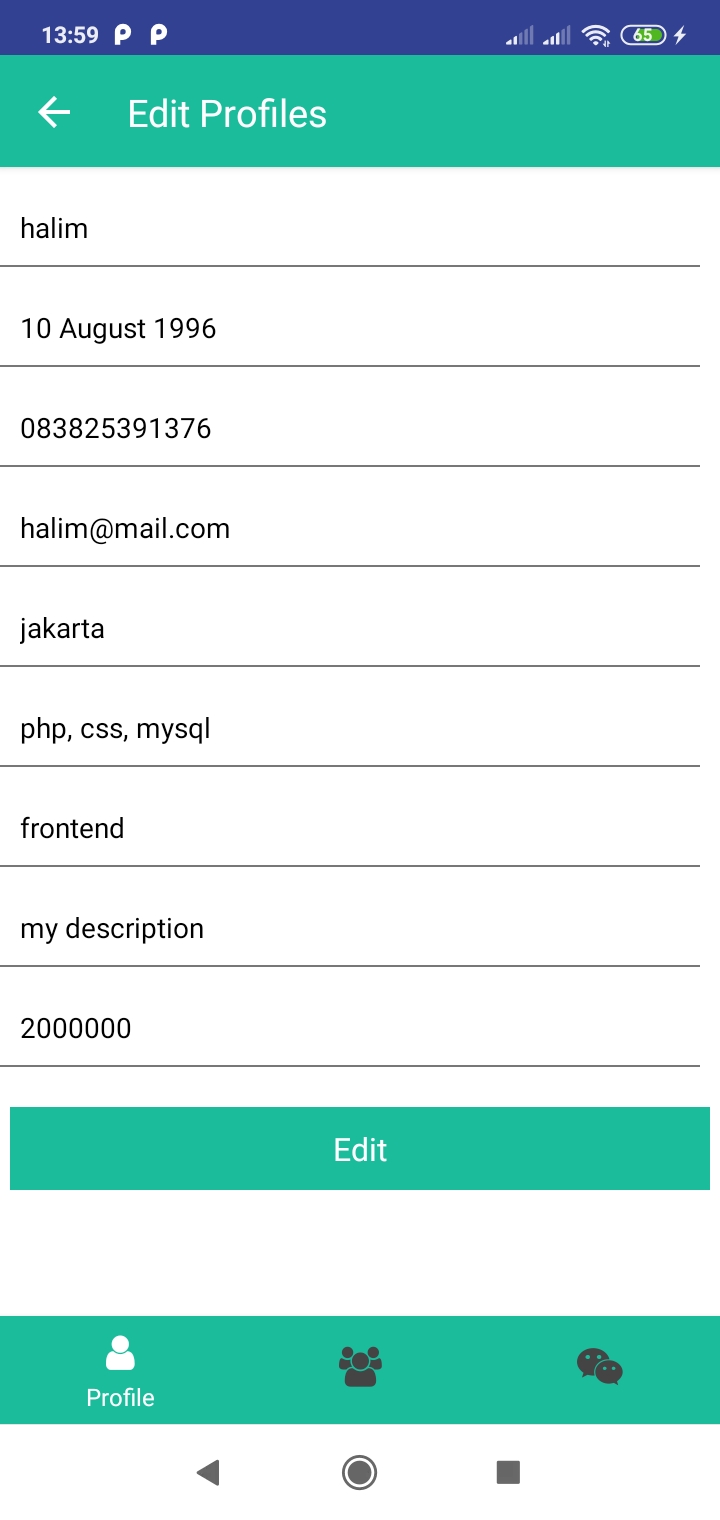 13:59
65
Edit Profiles
halim
10 August 1996
083825391376
halim@mail.com
jakarta
php, css, mysql
frontend
my description
2000000
Edit
Profile